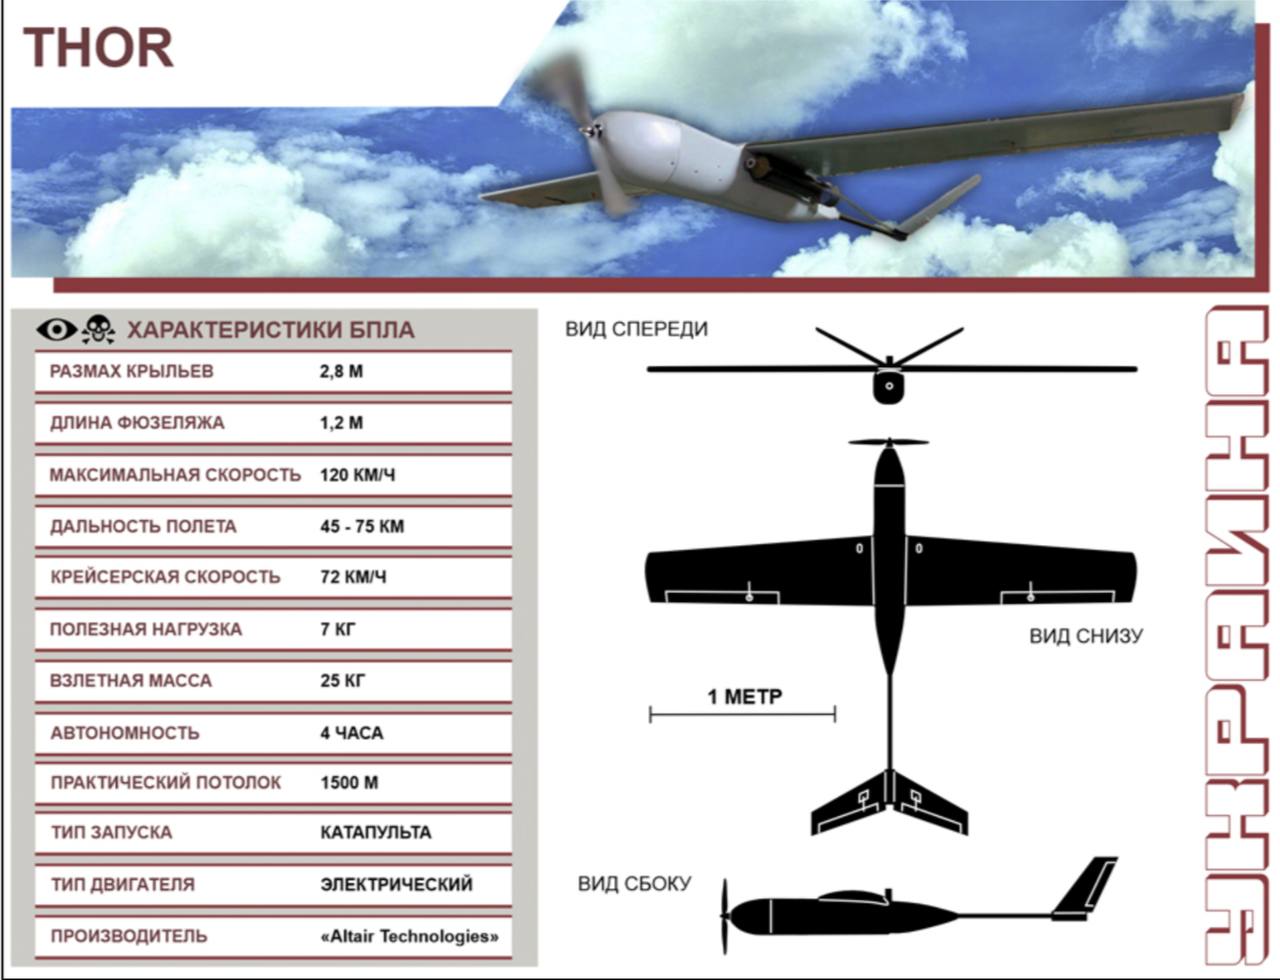 THOR
ХАРАКТЕРИСТИКИ БПЛА
РАЗМАХ КРЫЛЬЕВ 2,8 М
ДЛИНА ФЮЗЕЛЯЖА 1,2 М
МАКСИМАЛЬНАЯ СКОРОСТЬ 120 КМ/Ч
ДАЛЬНОСТЬ ПОЛЕТА 45 - 75 КМ
КРЕЙСЕРСКАЯ СКОРОСТЬ 72 КМ/Ч
ПОЛЕЗНАЯ НАГРУЗКА 7 КГ
ВЗЛЕТНАЯ МАССА 25 КГ
АВТОНОМНОСТЬ 4 ЧАСА
ПРАКТИЧЕСКИЙ ПОТОЛОК 1500 М
ТИП ЗАПУСКА КАТАПУЛЬТА
ТИП ДВИГАТЕЛЯ ЭЛЕКТРИЧЕСКИЙ
ПРОИЗВОДИТЕЛЬ «Altair Technologies»
ВИД СПЕРЕДИ
ВИД СНИЗУ
1 МЕТР
ВИД СБОКУ
УКРАИНА